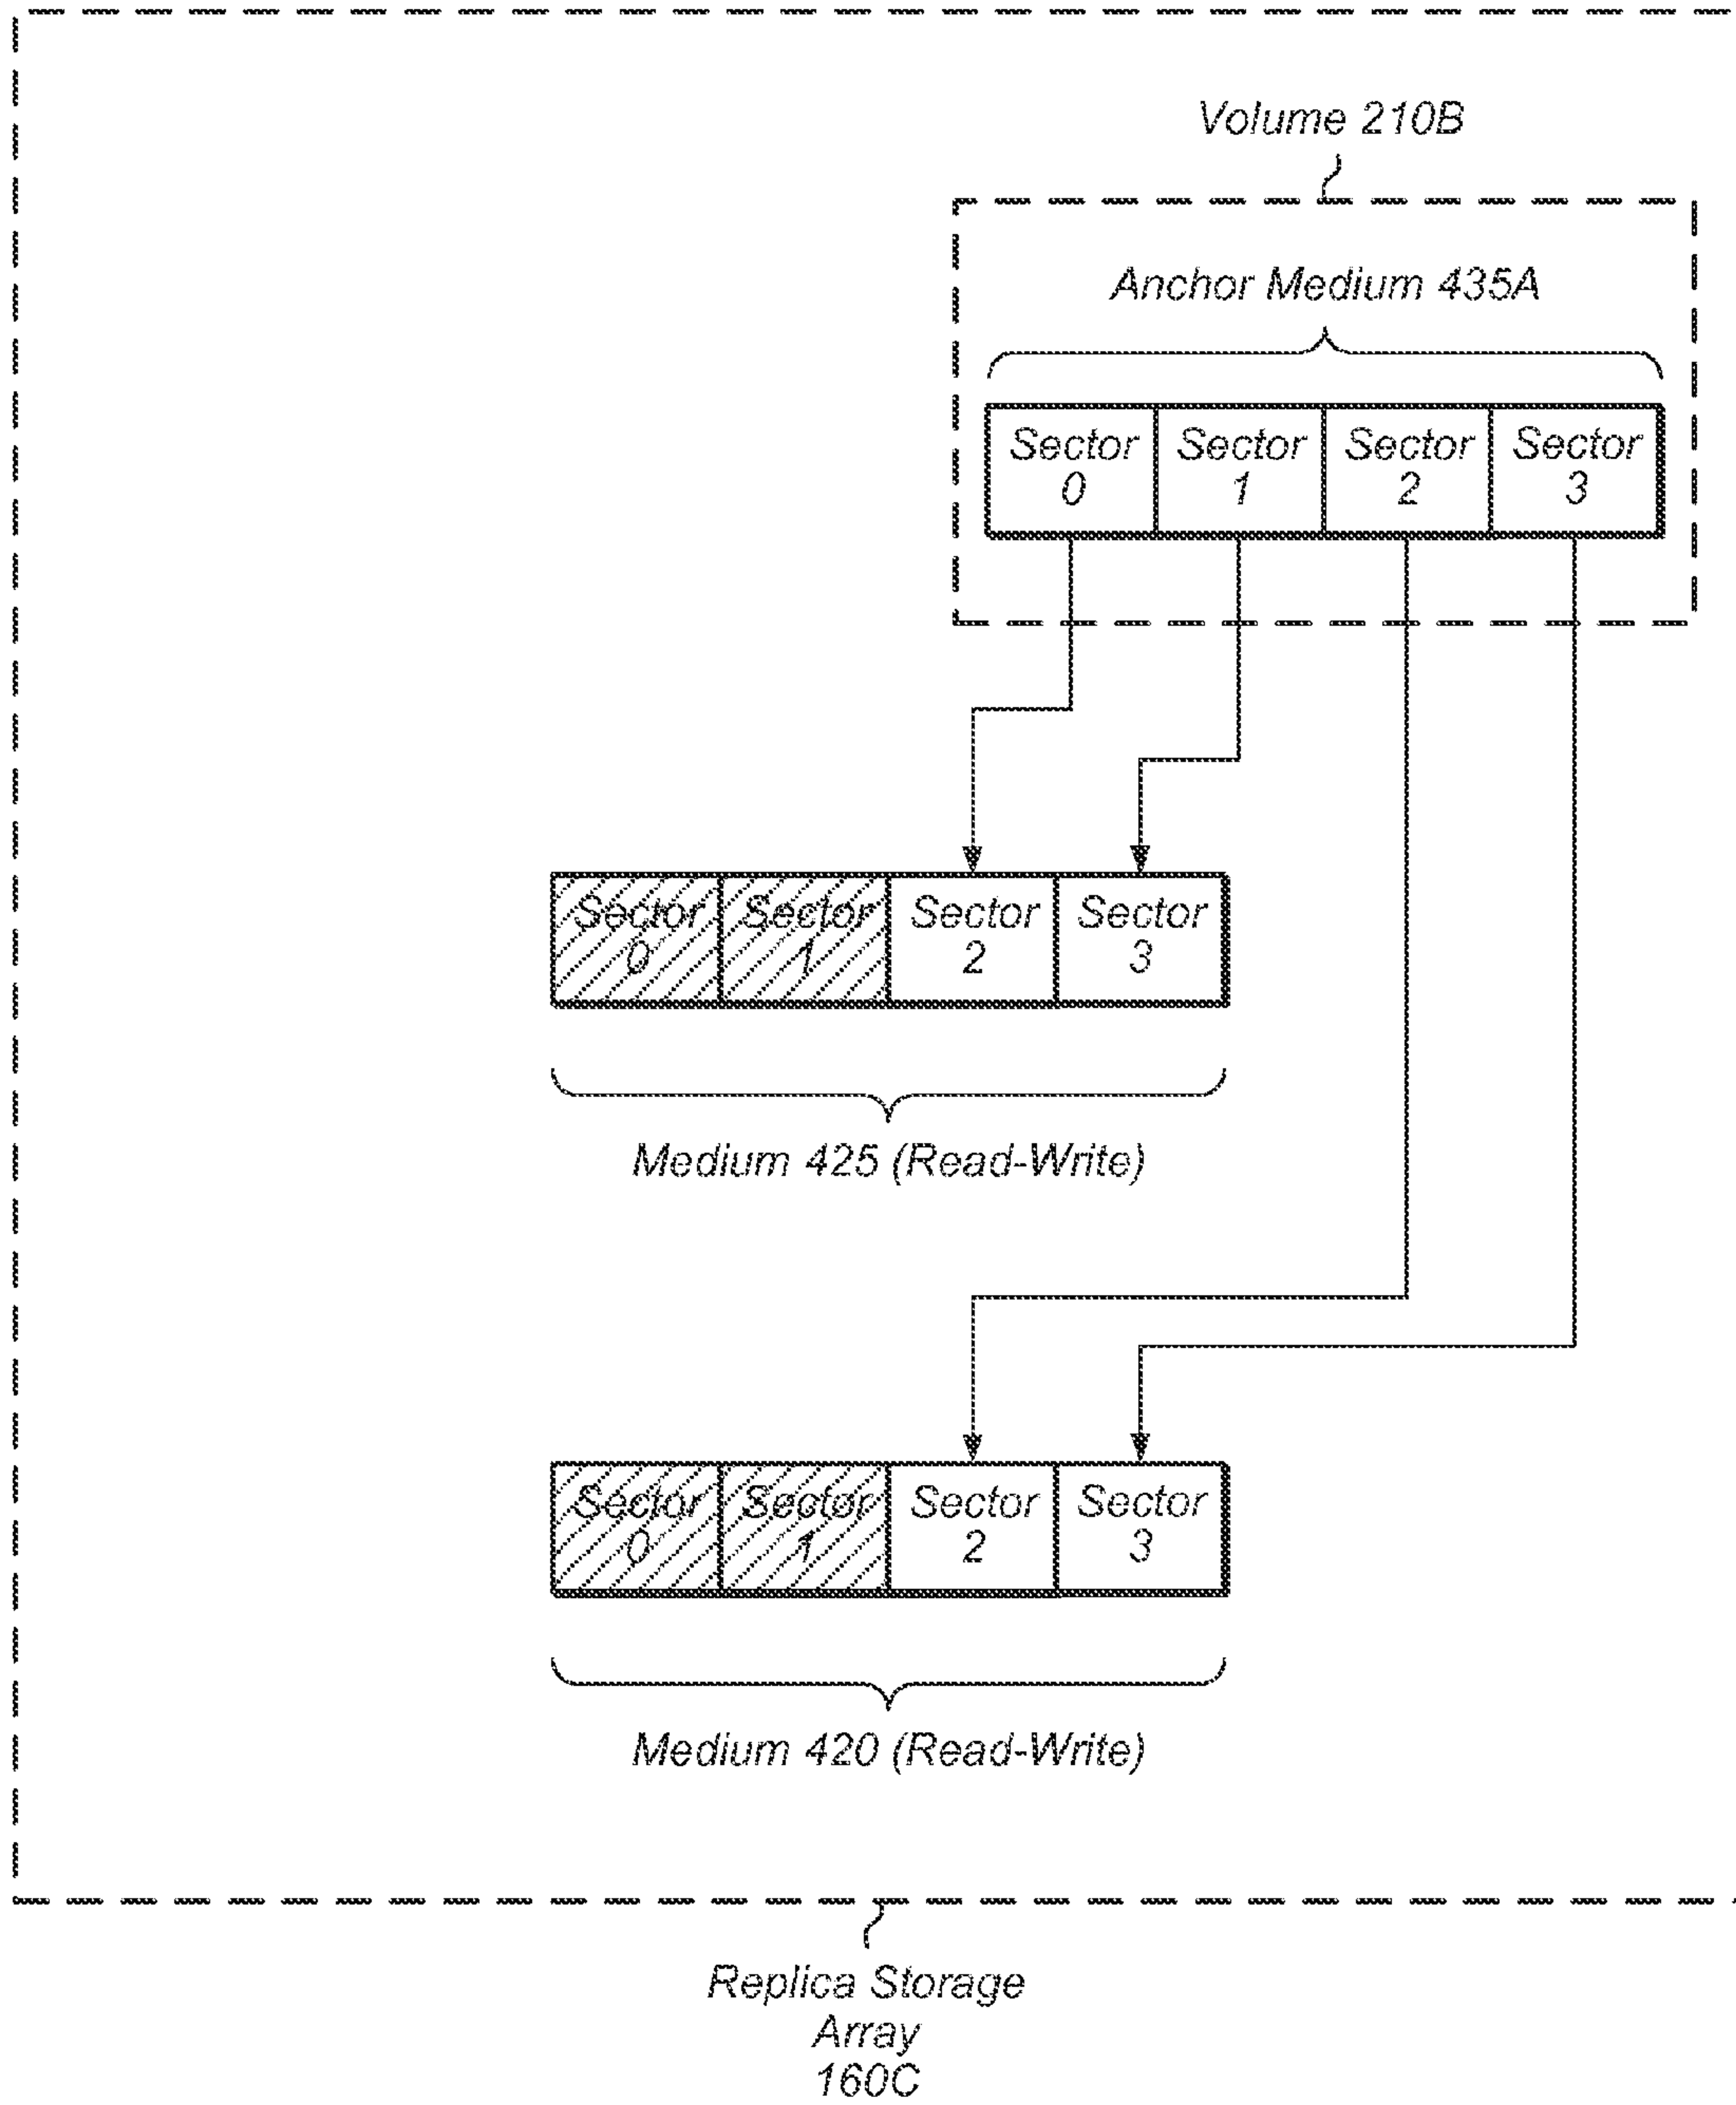 Volume 210B
Anchor Medium 435A
Sector Sector Sector Sector
0 1 2 3
Sector Sector Sector Sector
0 1 2 3
Medium 425 (Read-Write)
Sector Sector Sector Sector
0 1 2 3
Medium 420 (Read-Write)
Replica Storage
Array
160C